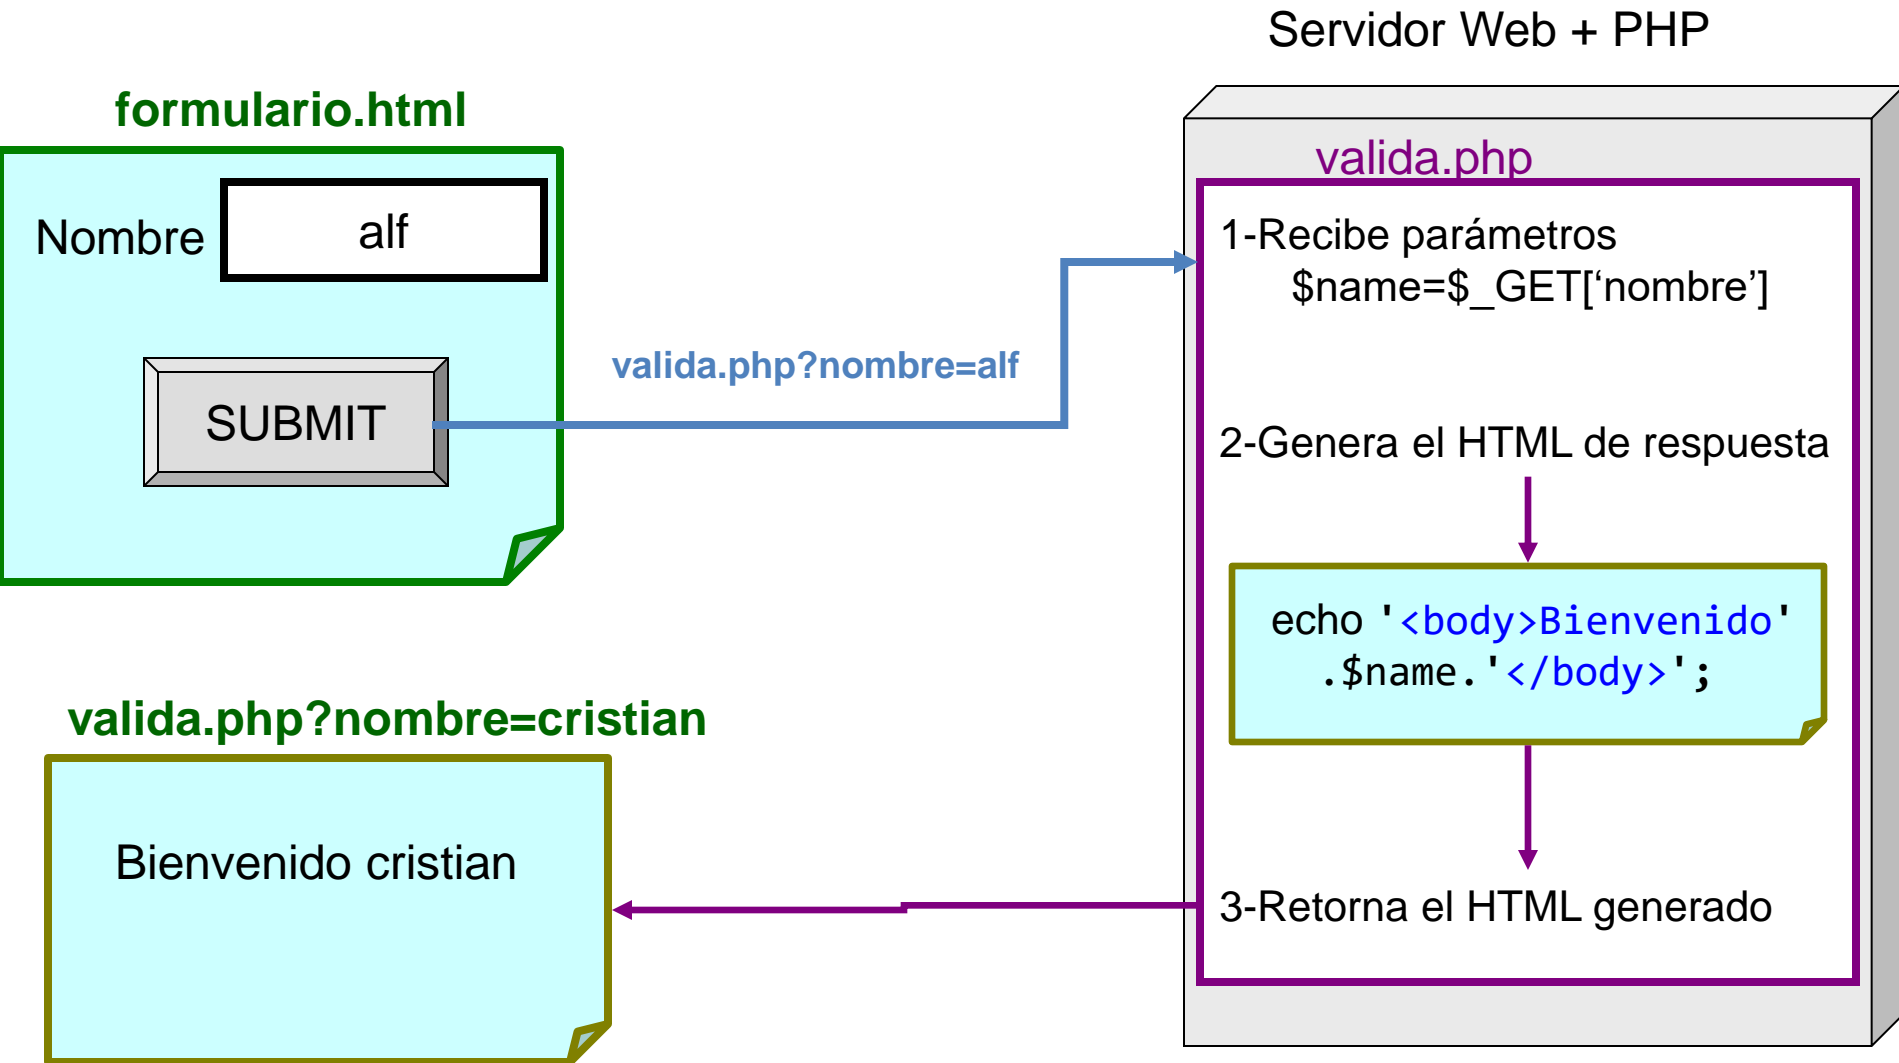 Servidor Web + PHP
formulario.html
Nombre
alf
SUBMIT
valida.php?nombre=alf
valida.php
1-Recibe parámetros
$name=$_GET[‘nombre’]
2-Genera el HTML de respuesta
echo '<body>Bienvenido'
.$name.'</body>';
3-Retorna el HTML generado
valida.php?nombre=cristian
Bienvenido cristian